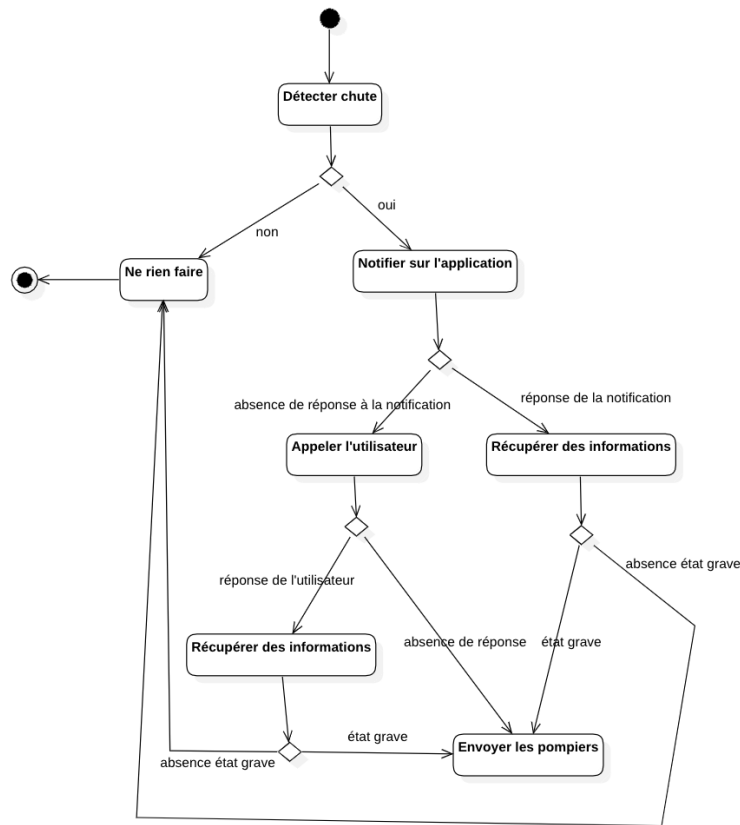 Détecter chute
oui
non
Notifier sur l'application
Ne rien faire
réponse de la notification
absence de réponse à la notification
Appeler l'utilisateur
Récupérer des informations
absence état grave
réponse de l'utilisateur
absence de réponse
état grave
Récupérer des informations
état grave
Envoyer les pompiers
absence état grave